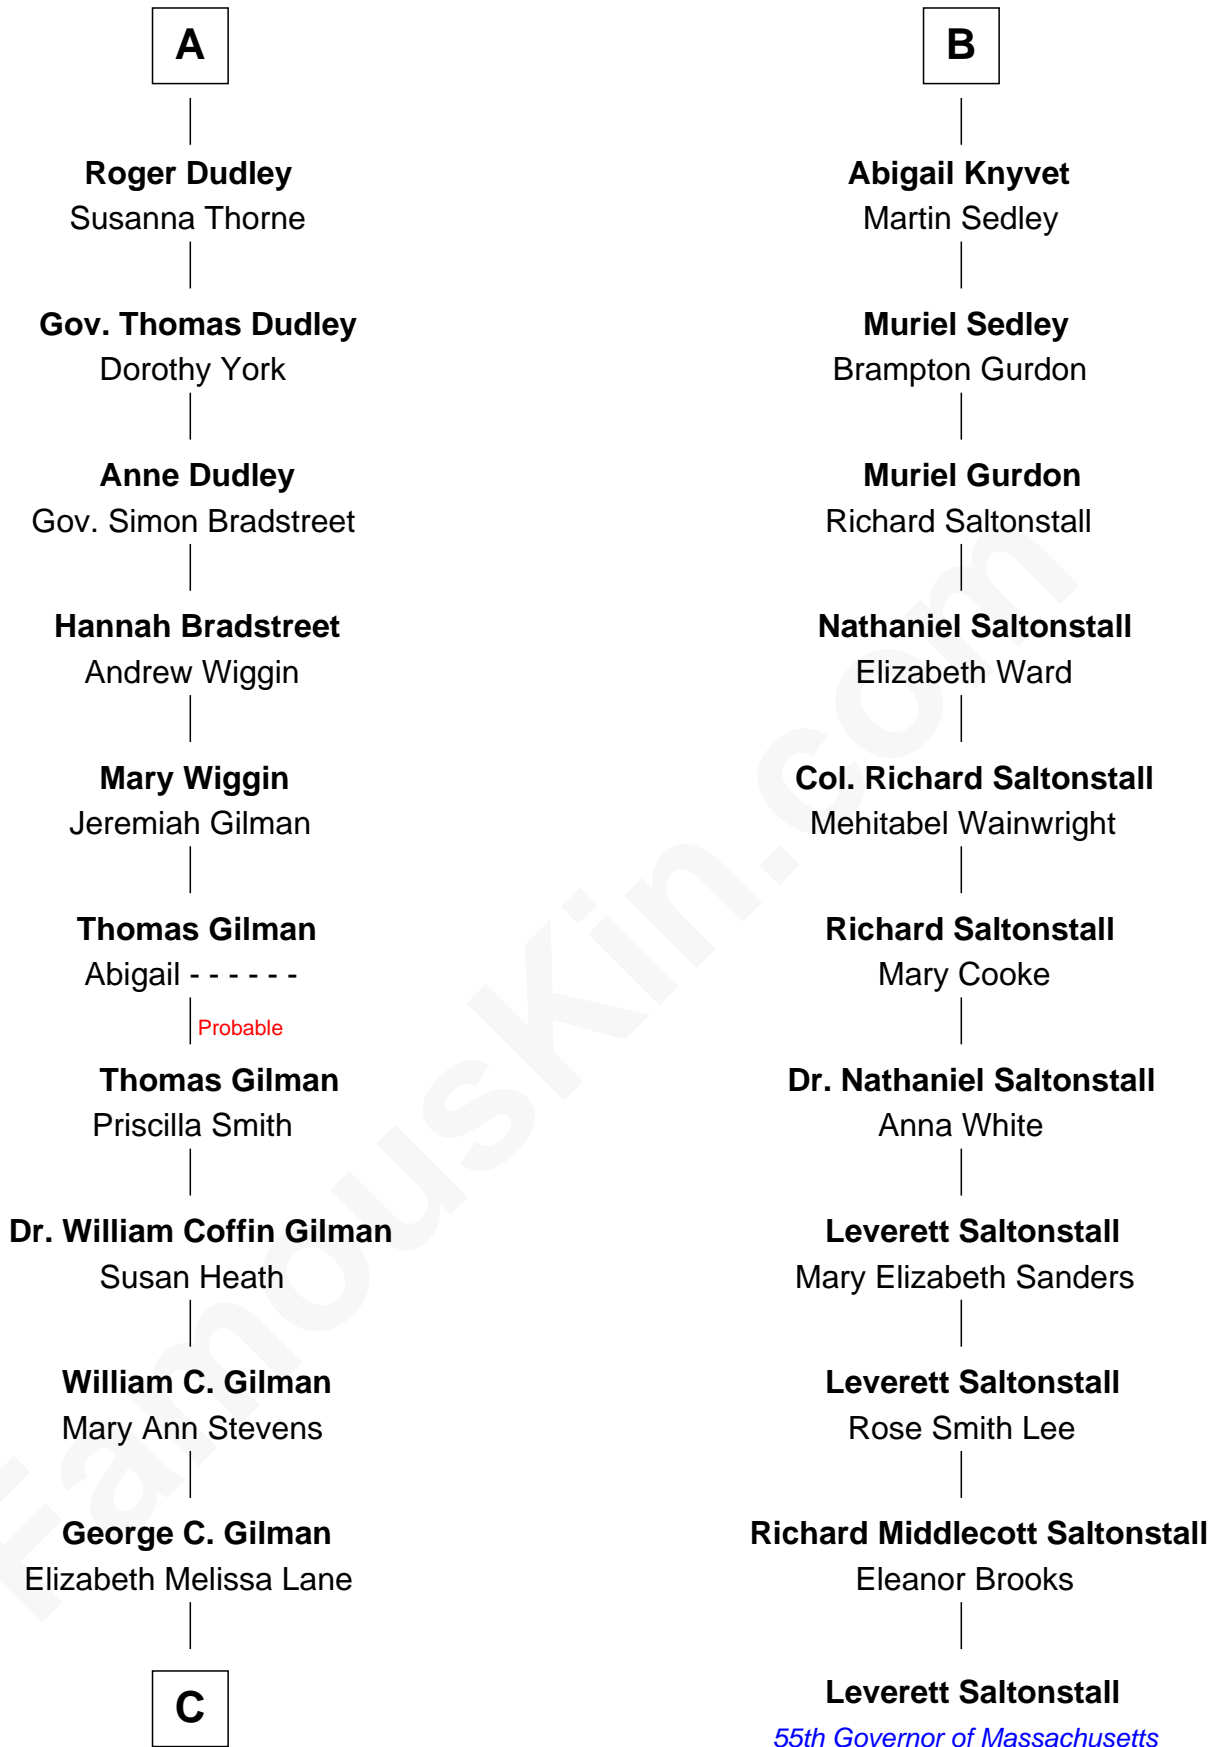 A
Roger Dudley
Susanna Thorne
Gov. Thomas Dudley
Dorothy York
Anne Dudley
Gov. Simon Bradstreet
Hannah Bradstreet
Andrew Wiggin
Mary Wiggin
Jeremiah Gilman
Thomas Gilman
Abigail - - - - - -
Probable
Thomas Gilman
Priscilla Smith
Dr. William Coffin Gilman
Susan Heath
William C. Gilman
Mary Ann Stevens
George C. Gilman
Elizabeth Melissa Lane
C
B
Abigail Knyvet
Martin Sedley
Muriel Sedley
Brampton Gurdon
Muriel Gurdon
Richard Saltonstall
Nathaniel Saltonstall
Elizabeth Ward
Col. Richard Saltonstall
Mehitabel Wainwright
Richard Saltonstall
Mary Cooke
Dr. Nathaniel Saltonstall
Anna White
Leverett Saltonstall
Mary Elizabeth Sanders
Leverett Saltonstall
Rose Smith Lee
Richard Middlecott Saltonstall
Eleanor Brooks
Leverett Saltonstall
55th Governor of Massachusetts
FamousKin.com